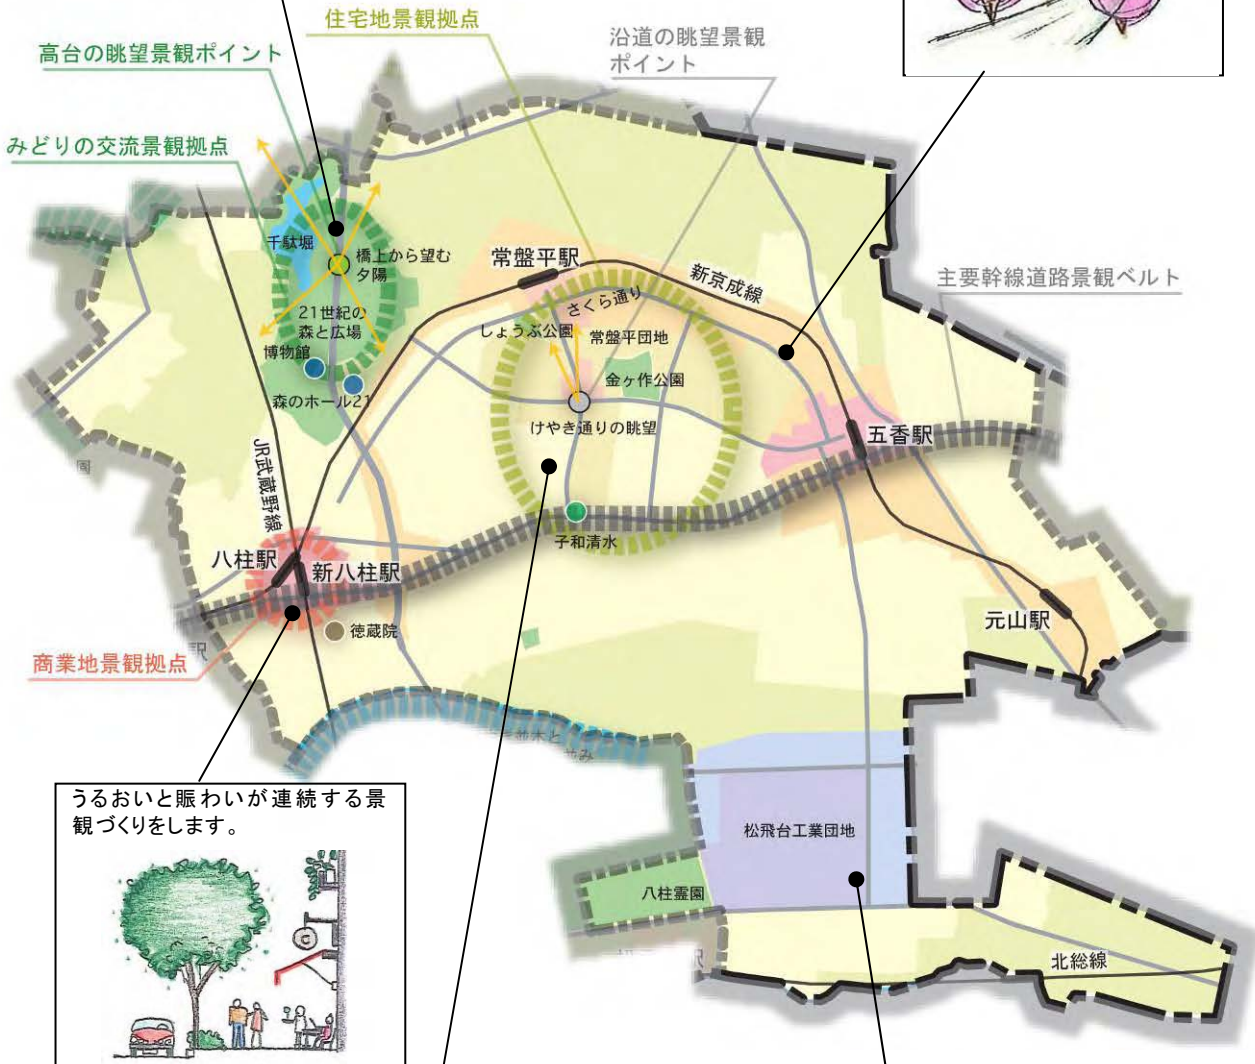 住宅地景観拠点
沿道の眺望景観
ポイント
高台の眺望景観ポイント
みどりの交流景観拠点
千駄堀
橋上から望む
夕陽
常盤平駅
新京成線
主要幹線道路景観ベルト
さくら通り
21世紀の
森と広場
しょうぶ公園
常盤平団地
博物館
金ヶ作公園
森のホール21
けやき通りの眺望
五香駅
園
JR武蔵野線
子和清水
八柱駅
新八柱駅
元山駅
徳蔵院
駅
商業地景観拠点
うるおいと賑わいが連続する景
観づくりをします。
松飛台工業団地
八柱霊園
北総線